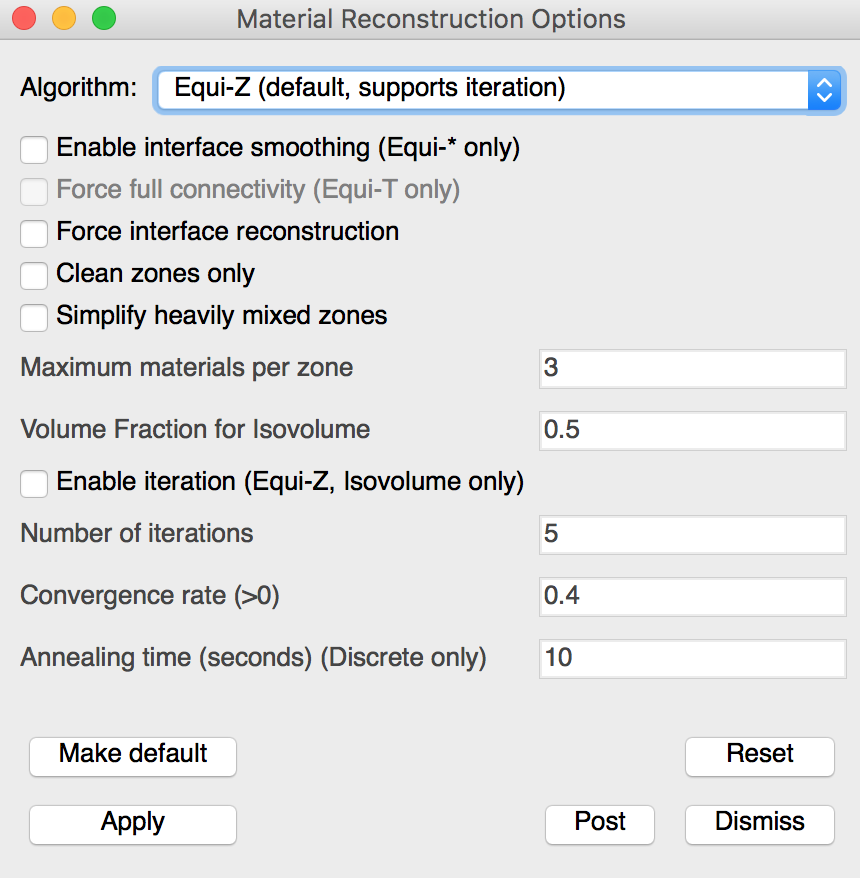 Material Reconstruction Options
Algorithm: Equi-Z (default, supports iteration)
Enable interface smoothing (Equi-* only)
Force full connectivity (Equi-T only)
Force interface reconstruction
Clean zones only
Simplify heavily mixed zones
Maximum materials per zone 3
Volume Fraction for Isovolume 0.5
Enable iteration (Equi-Z, Isovolume only)
Number of iterations 5
Convergence rate (>0) 0.4
Annealing time (seconds) (Discrete only) 10
Make default Reset
Apply Post Dismiss